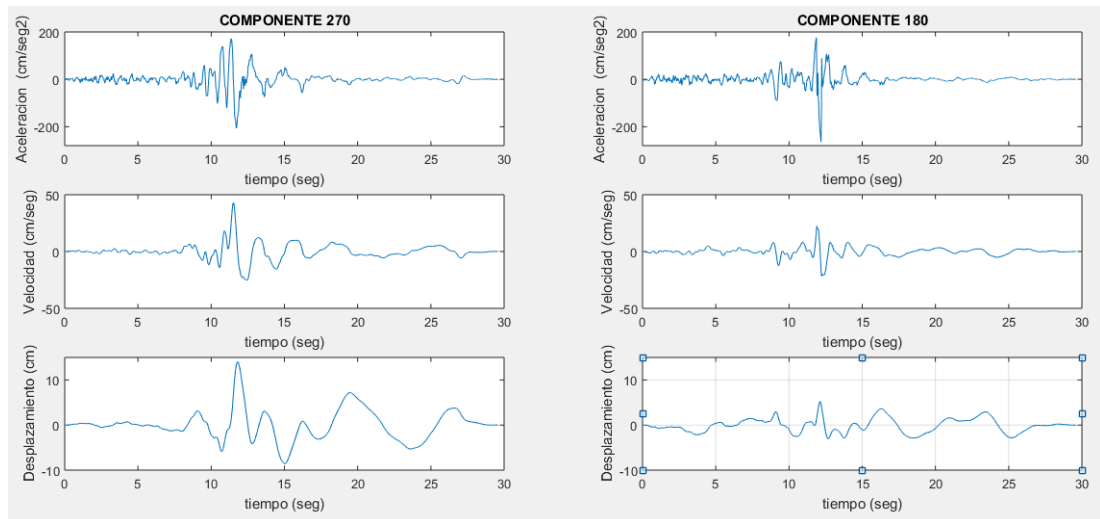 COMPONENTE 270
200
0
-200
Aceleracion (cm/seg2)
0 5 10 15 20 25 30
tiempo (seg)
50
0
-50
Velocidad (cm/seg)
0 5 10 15 20 25 30
tiempo (seg)
10
0
-10
Desplazamiento (cm)
0 5 10 15 20 25 30
tiempo (seg)
COMPONENTE 180
200
0
-200
Aceleracion (cm/seg2)
0 5 10 15 20 25 30
tiempo (seg)
50
0
-50
Velocidad (cm/seg)
0 5 10 15 20 25 30
tiempo (seg)
10
0
-10
Desplazamiento (cm)
0 5 10 15 20 25 30
tiempo (seg)